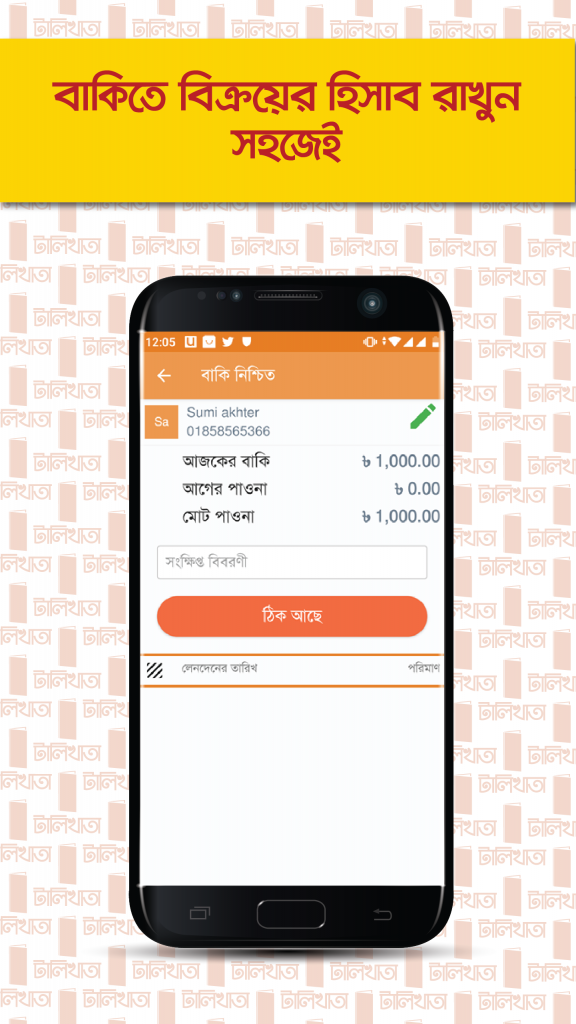 বাকিতে বিক্রয়ের হিসাব রাখুন
সহজেই
12:05
বাকি নিশ্চিত
Sa
Sumi akhter
01858565366
আজকের বাকি ৳ 1,000.00
আগের পাওনা ৳ 0.00
মোট পাওনা ৳ 1,000.00
সংক্ষিপ্ত বিবরণী
ঠিক আছে
লেনদেনের তারিখ পরিমাণ
টালিখাতা